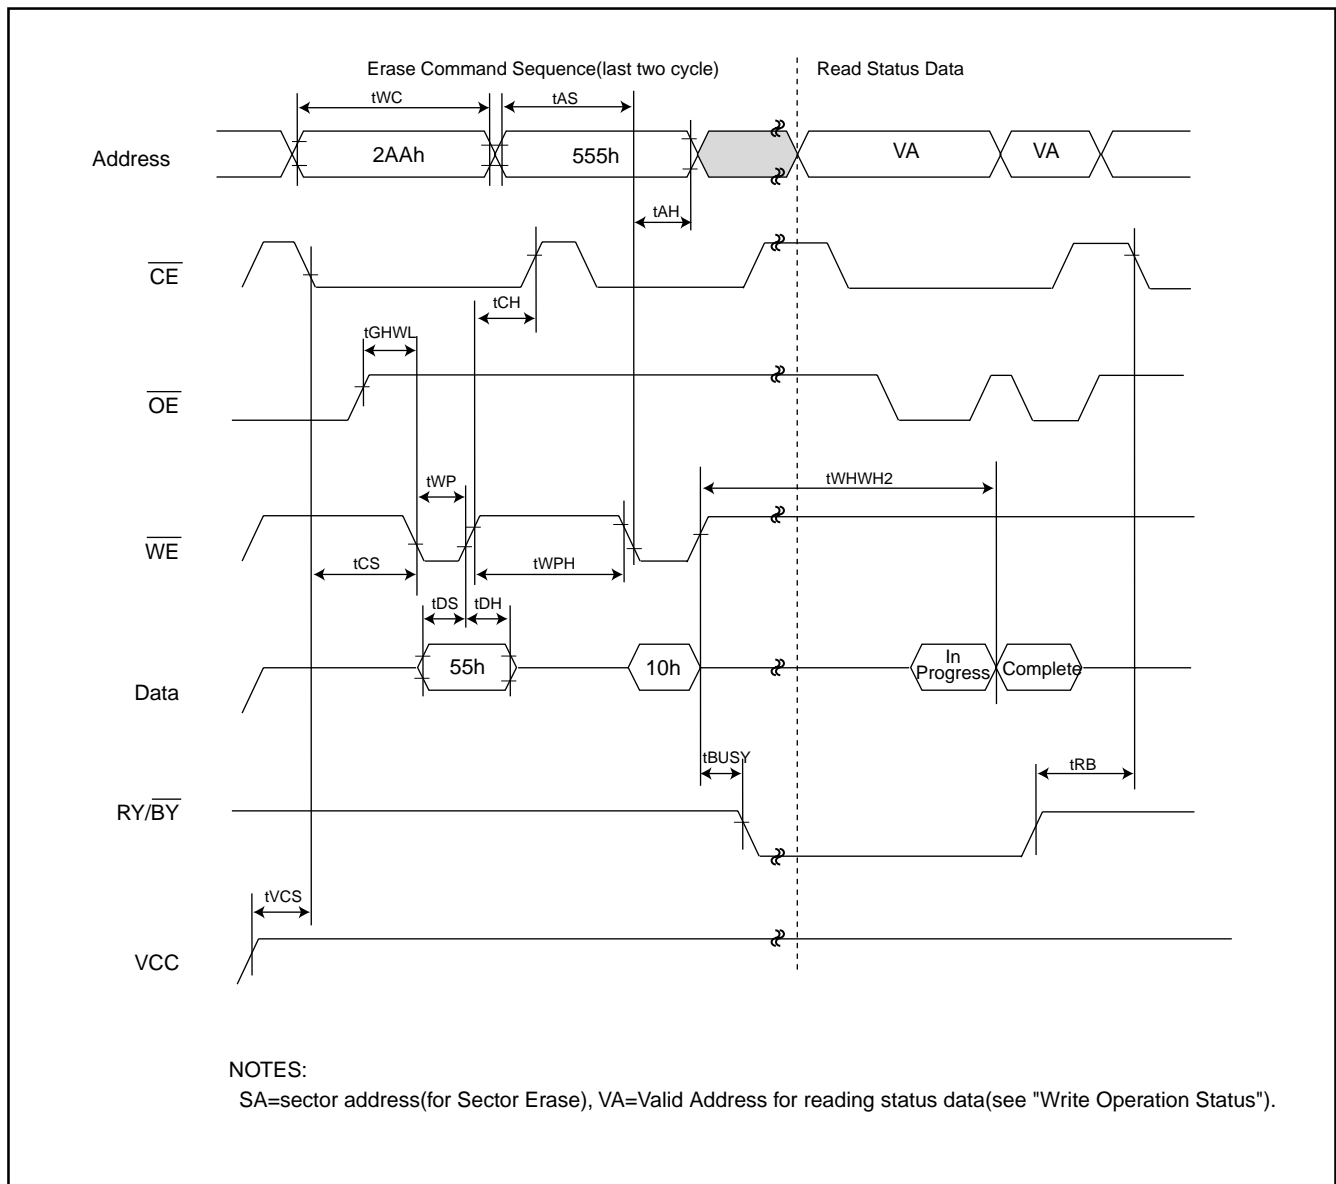 Erase Command Sequence(last two cycle)
Read Status Data
tWC
tAS
Address
2AAh
555h
VA
VA
tAH
CE
tCH
tGHWL
OE
tWP
tWHWH2
WE
tCS
tWPH
tDS
tDH
Data
55h
10h
In
Progress
Complete
tBUSY
tRB
RY/BY
tVCS
VCC
NOTES:
SA=sector address(for Sector Erase), VA=Valid Address for reading status data(see "Write Operation Status").